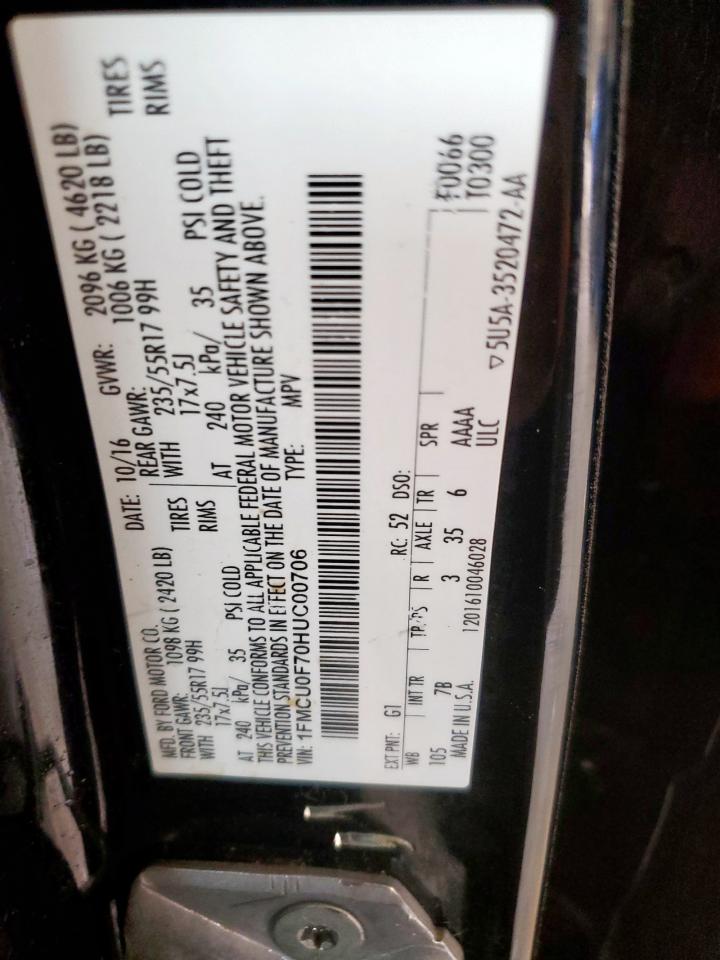 MFD. BY FORD MOTOR CO. DATE: 10/16 GVWR: 2096 KG ( 4620 LB)
FRONT GAWR: 1098 KG ( 2420 LB) REAR GAWR: 1006 KG ( 2218 LB)
WITH 235/55R17 99H TIRES WITH 235/55R17 99H TIRES
17x7.5J RIMS 17x7.5J RIMS
AT 240 kPa/ 35 PSI COLD AT 240 kPa/ 35 PSI COLD
THIS VEHICLE CONFORMS TO ALL APPLICABLE FEDERAL MOTOR VEHICLE SAFETY AND THEFT
PREVENTION STANDARDS IN EFFECT ON THE DATE OF MANUFACTURE SHOWN ABOVE.
VIN: 1FMCU0F70HUC00706 TYPE: MPV
EXT PNT: G1 RC: 52 DSO: F0066
WB INT TR TP/PS R AXLE TR SPR T0300
105 7B 3 35 6 AAAA
MADE IN U.S.A. 1201610046028 ULC ▽5U5A-3520472-AA